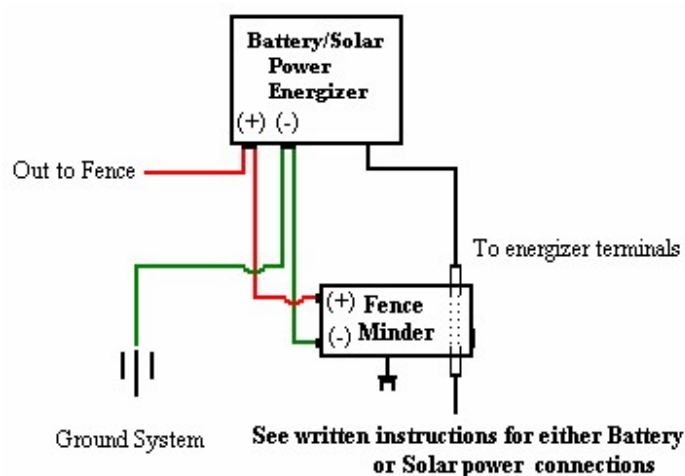 Battery/Solar
Power
Energizer
(+) (-)
Out to Fence
To energizer terminals
(+) Fence
(-) Minder
Ground System
See written instructions for either Battery
or Solar power connections